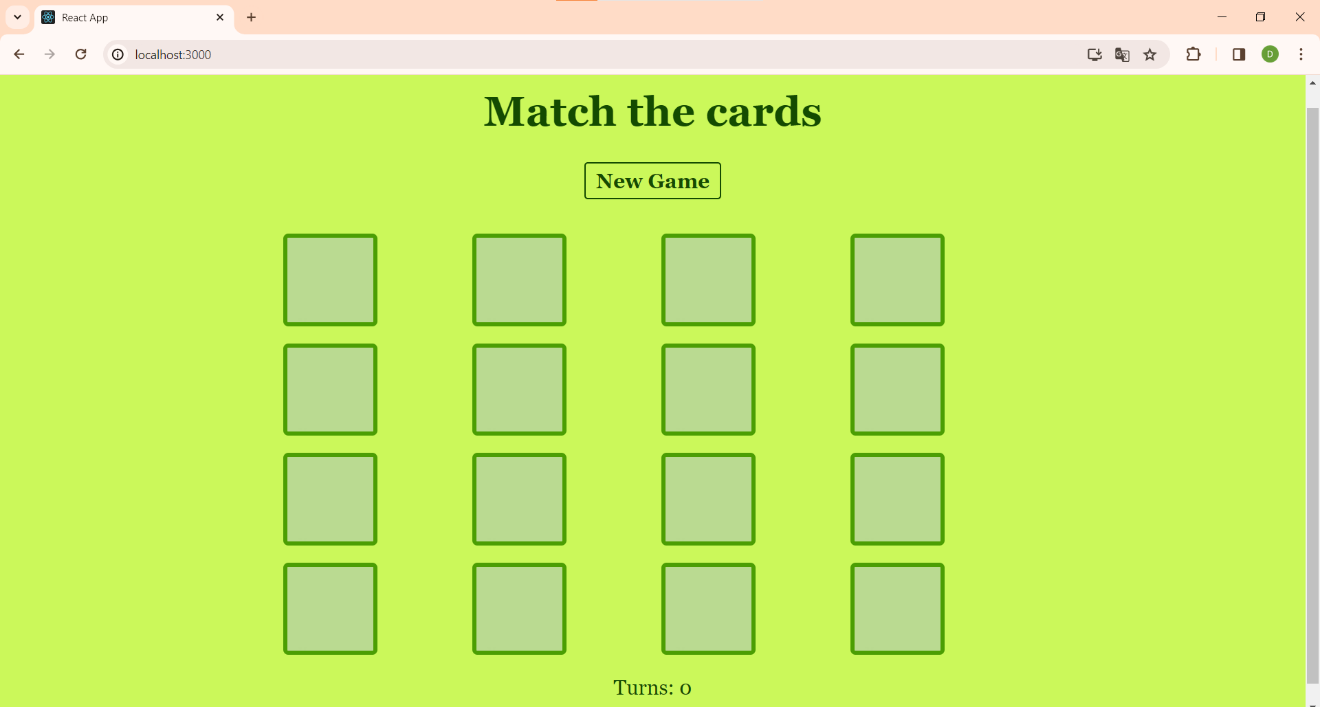 React App
localhost:3000
D
Match the cards
New Game
Turns: 0